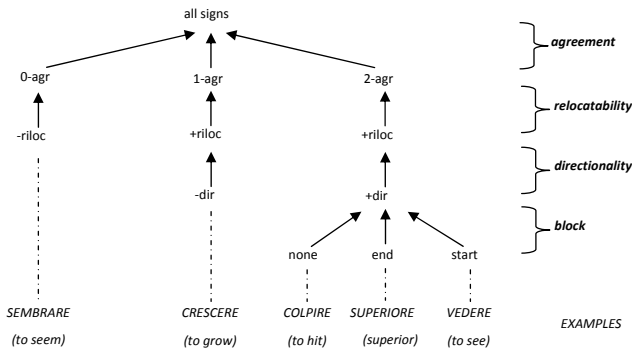 all signs
agreement
0-agr 1-agr 2-agr
relocatability
-riloc +riloc +riloc
directionality
-dir +dir
block
none end start
SEMBRARE CRESCERE COLPIRE SUPERIORE VEDERE EXAMPLES
(to seem) (to grow) (to hit) (superior) (to see)